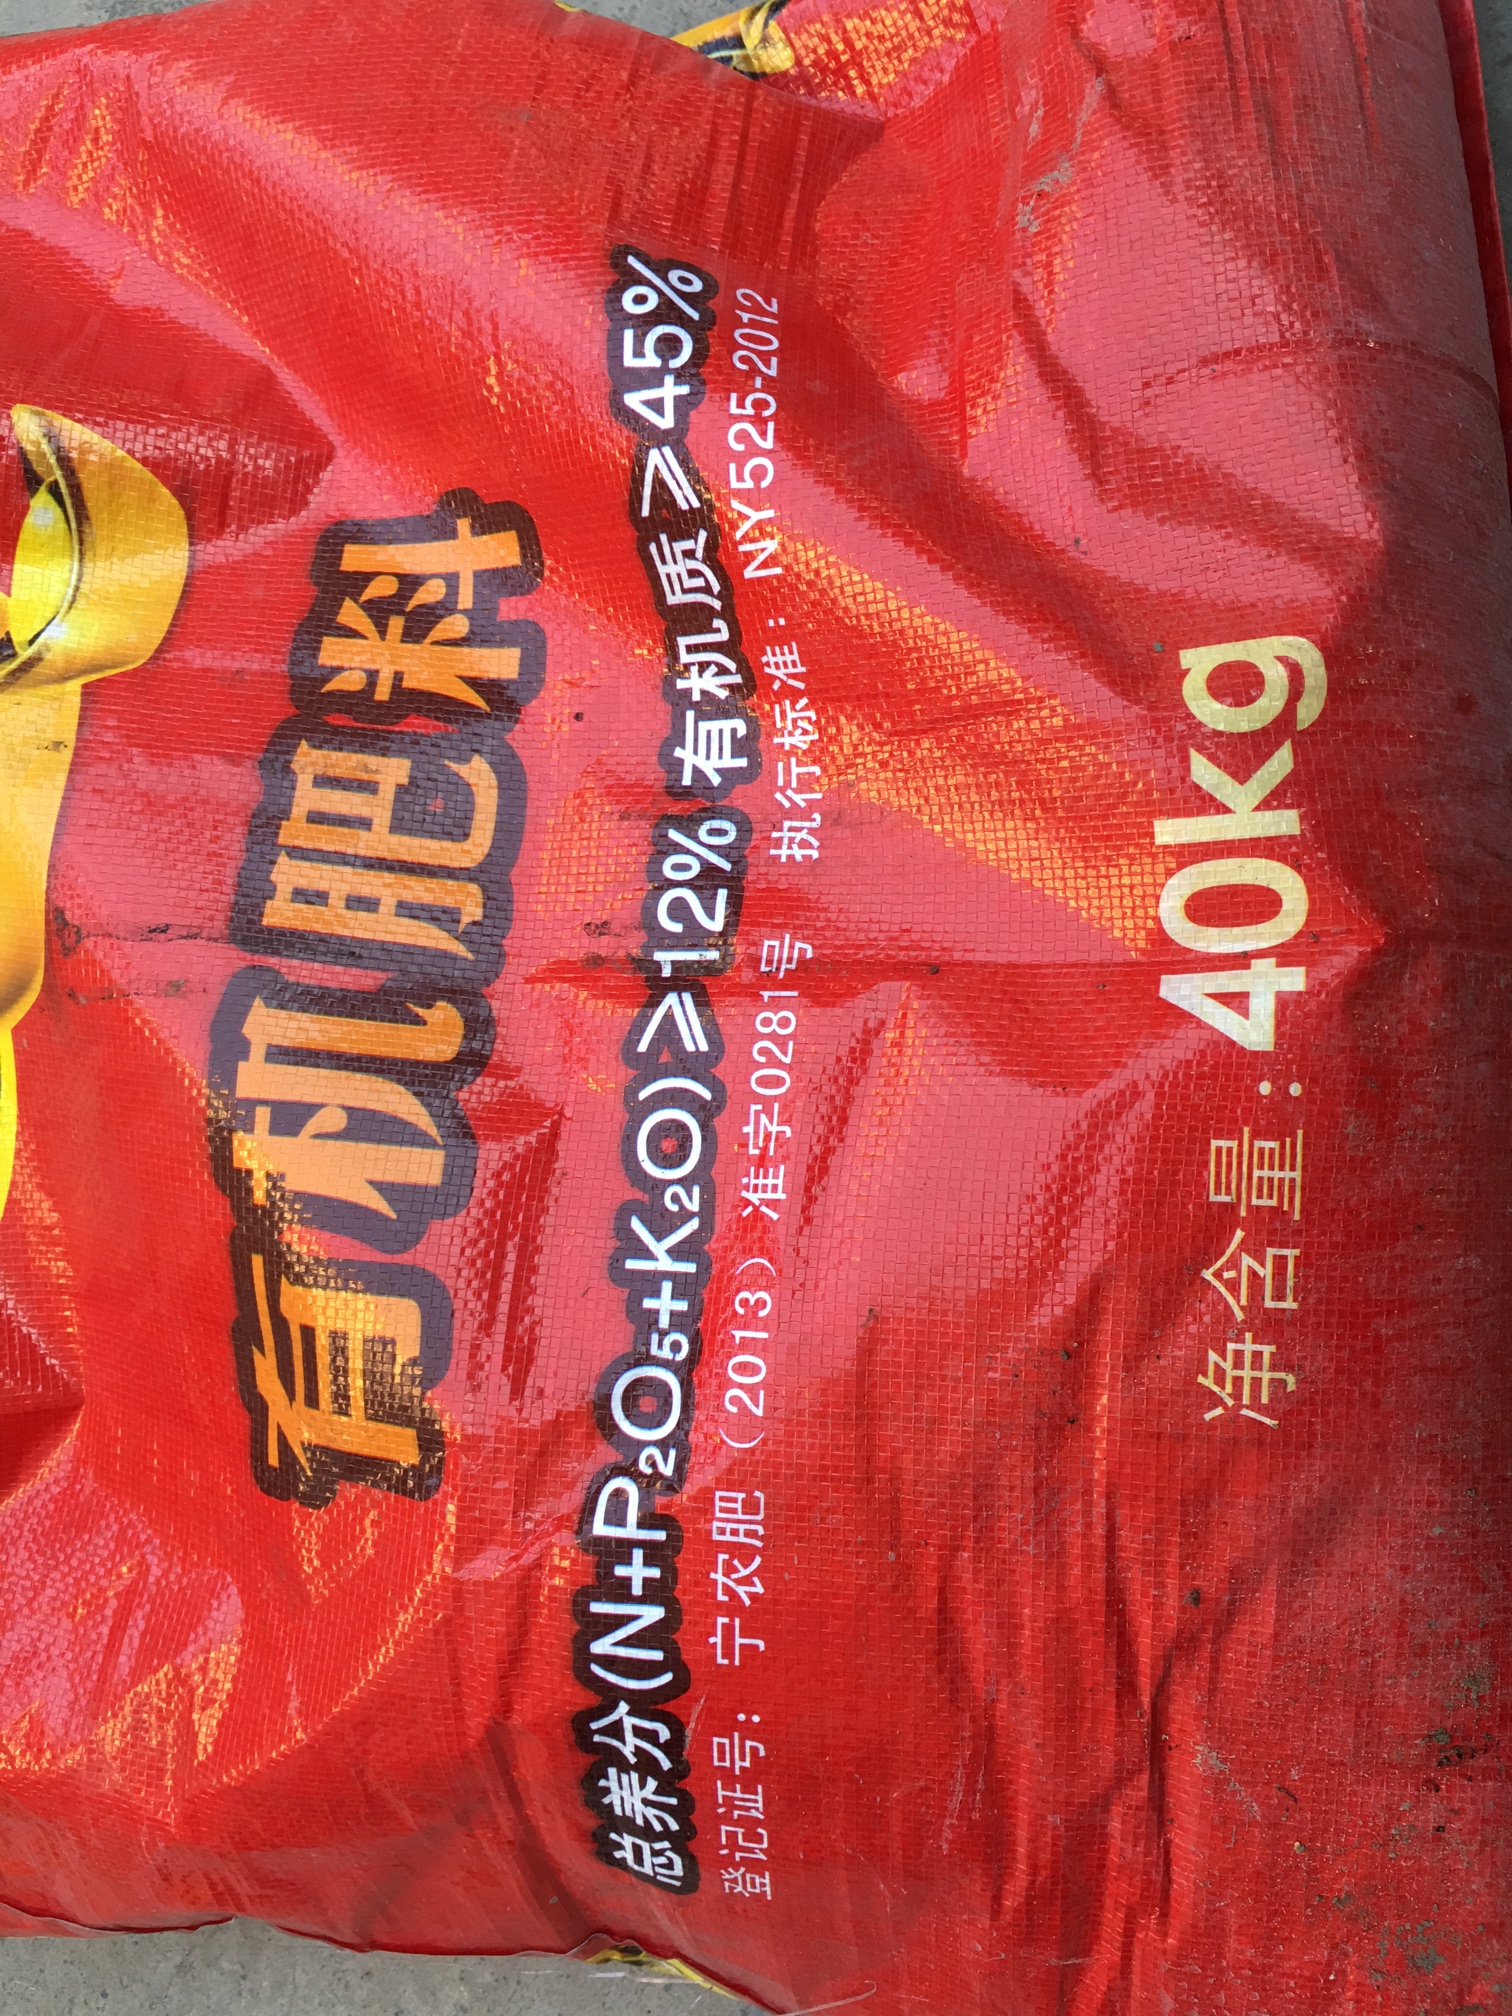 有机肥料
总养分(N+P₂O₅+K₂O)⩾12% 有机质⩾45%
登记证号：宁农肥（2013）准字0281号 执行标准：NY525-2012
净含量：40kg